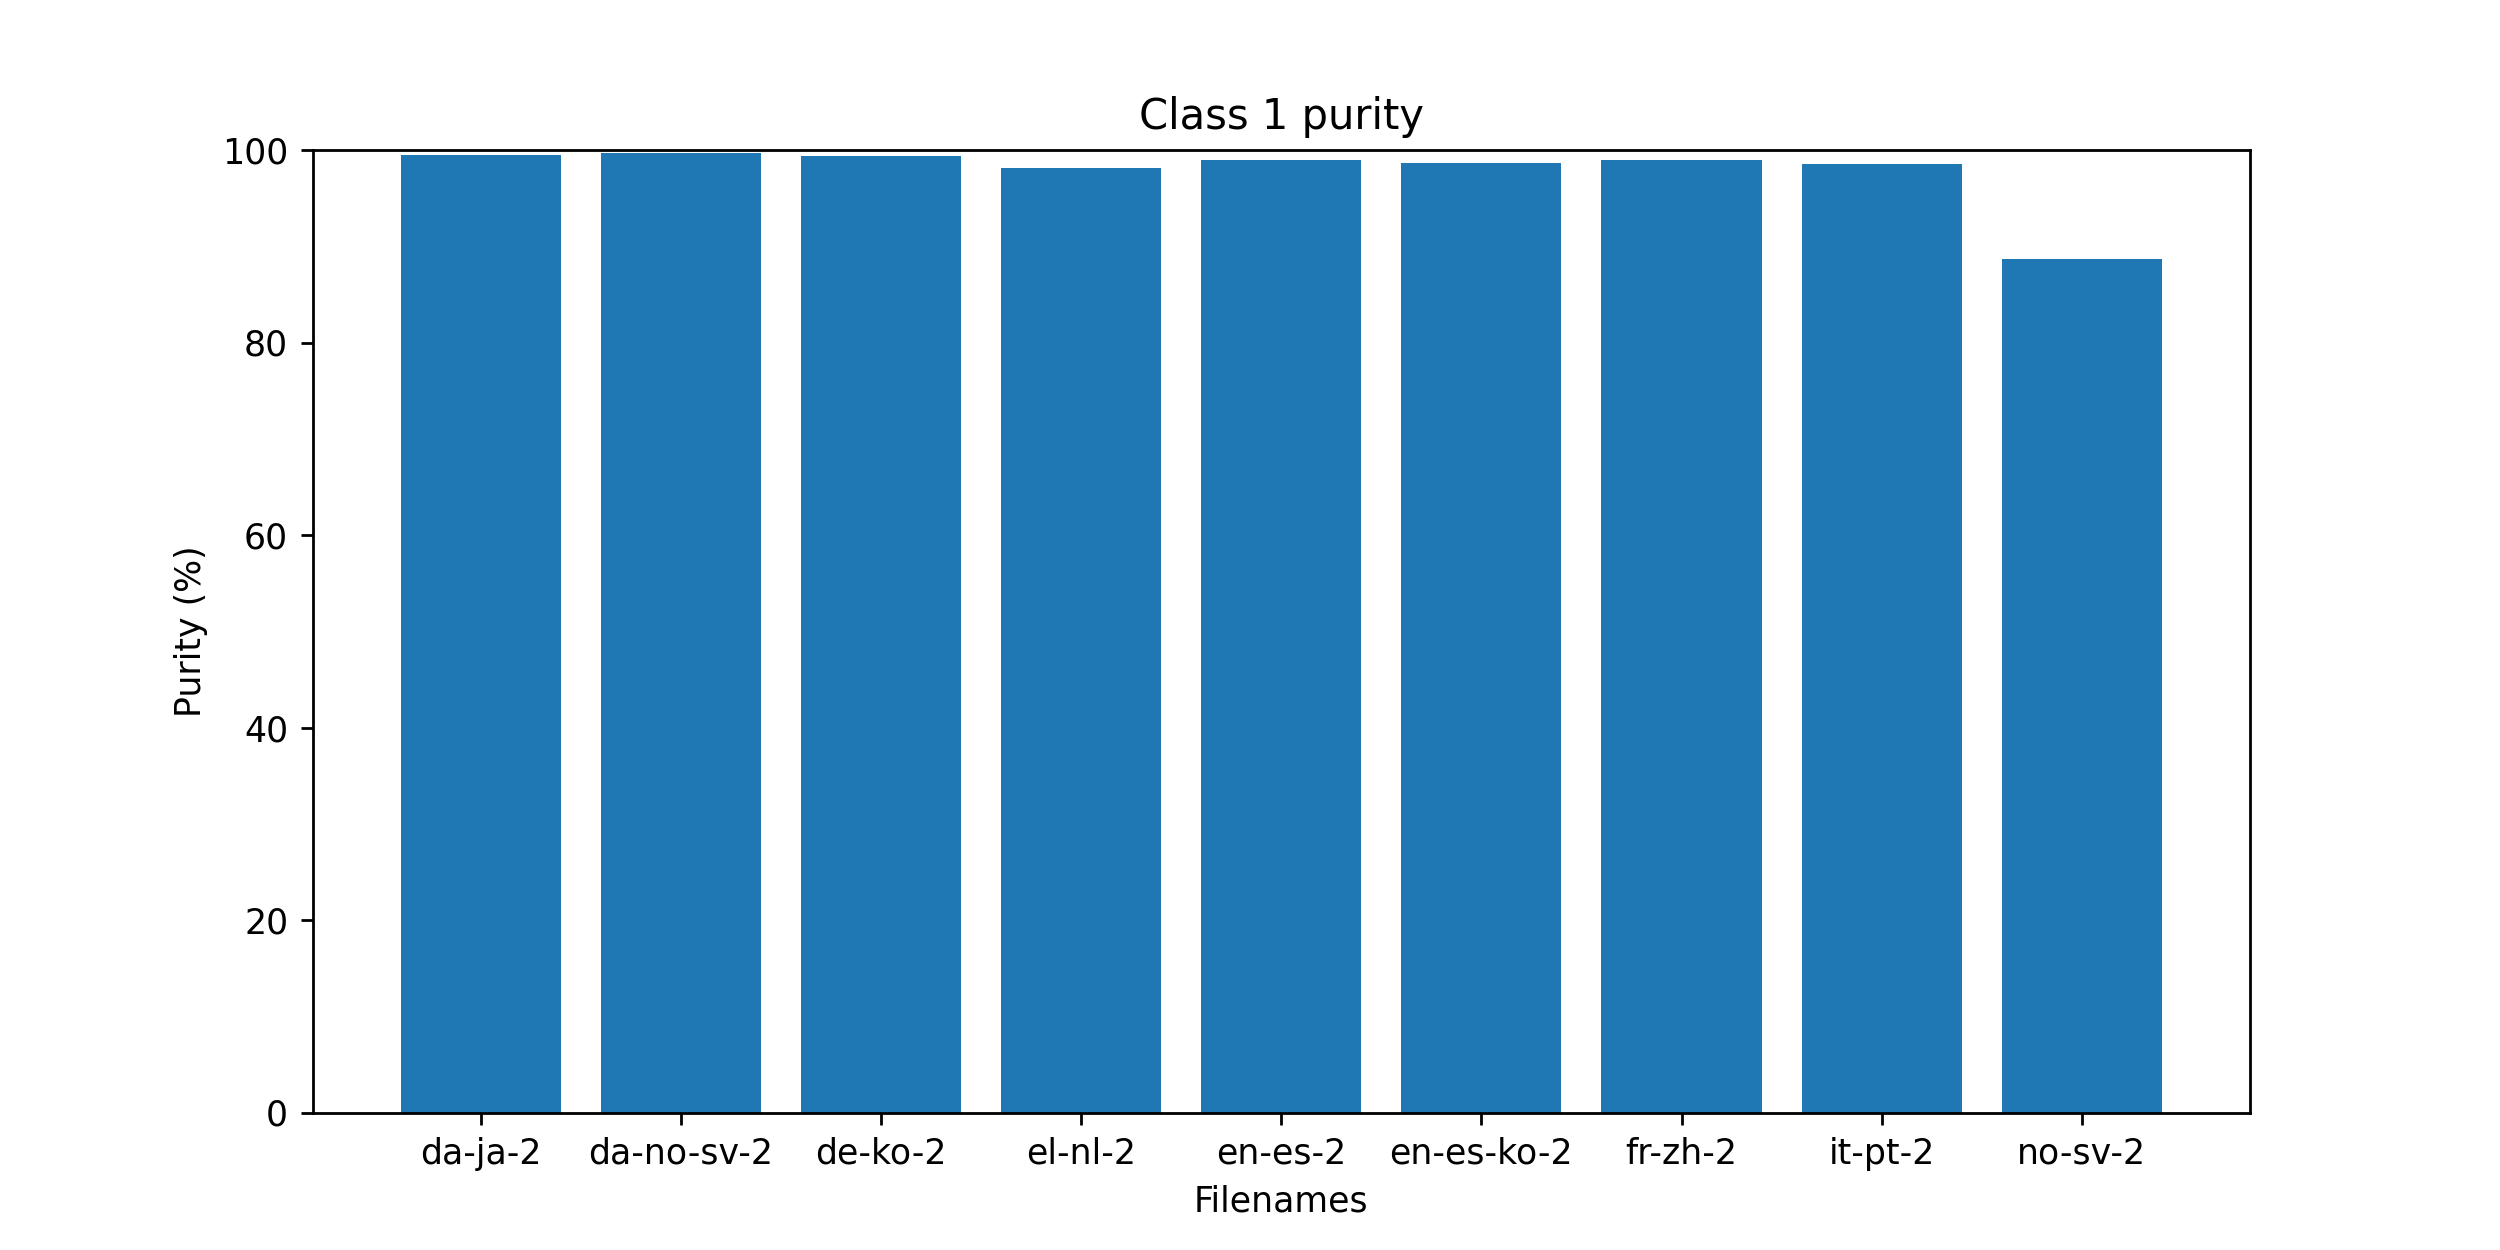 Class 1 purity
100
80
60
40
20
0
Purity (%)
da-ja-2 da-no-sv-2 de-ko-2 el-nl-2 en-es-2 en-es-ko-2 fr-zh-2 it-pt-2 no-sv-2
Filenames